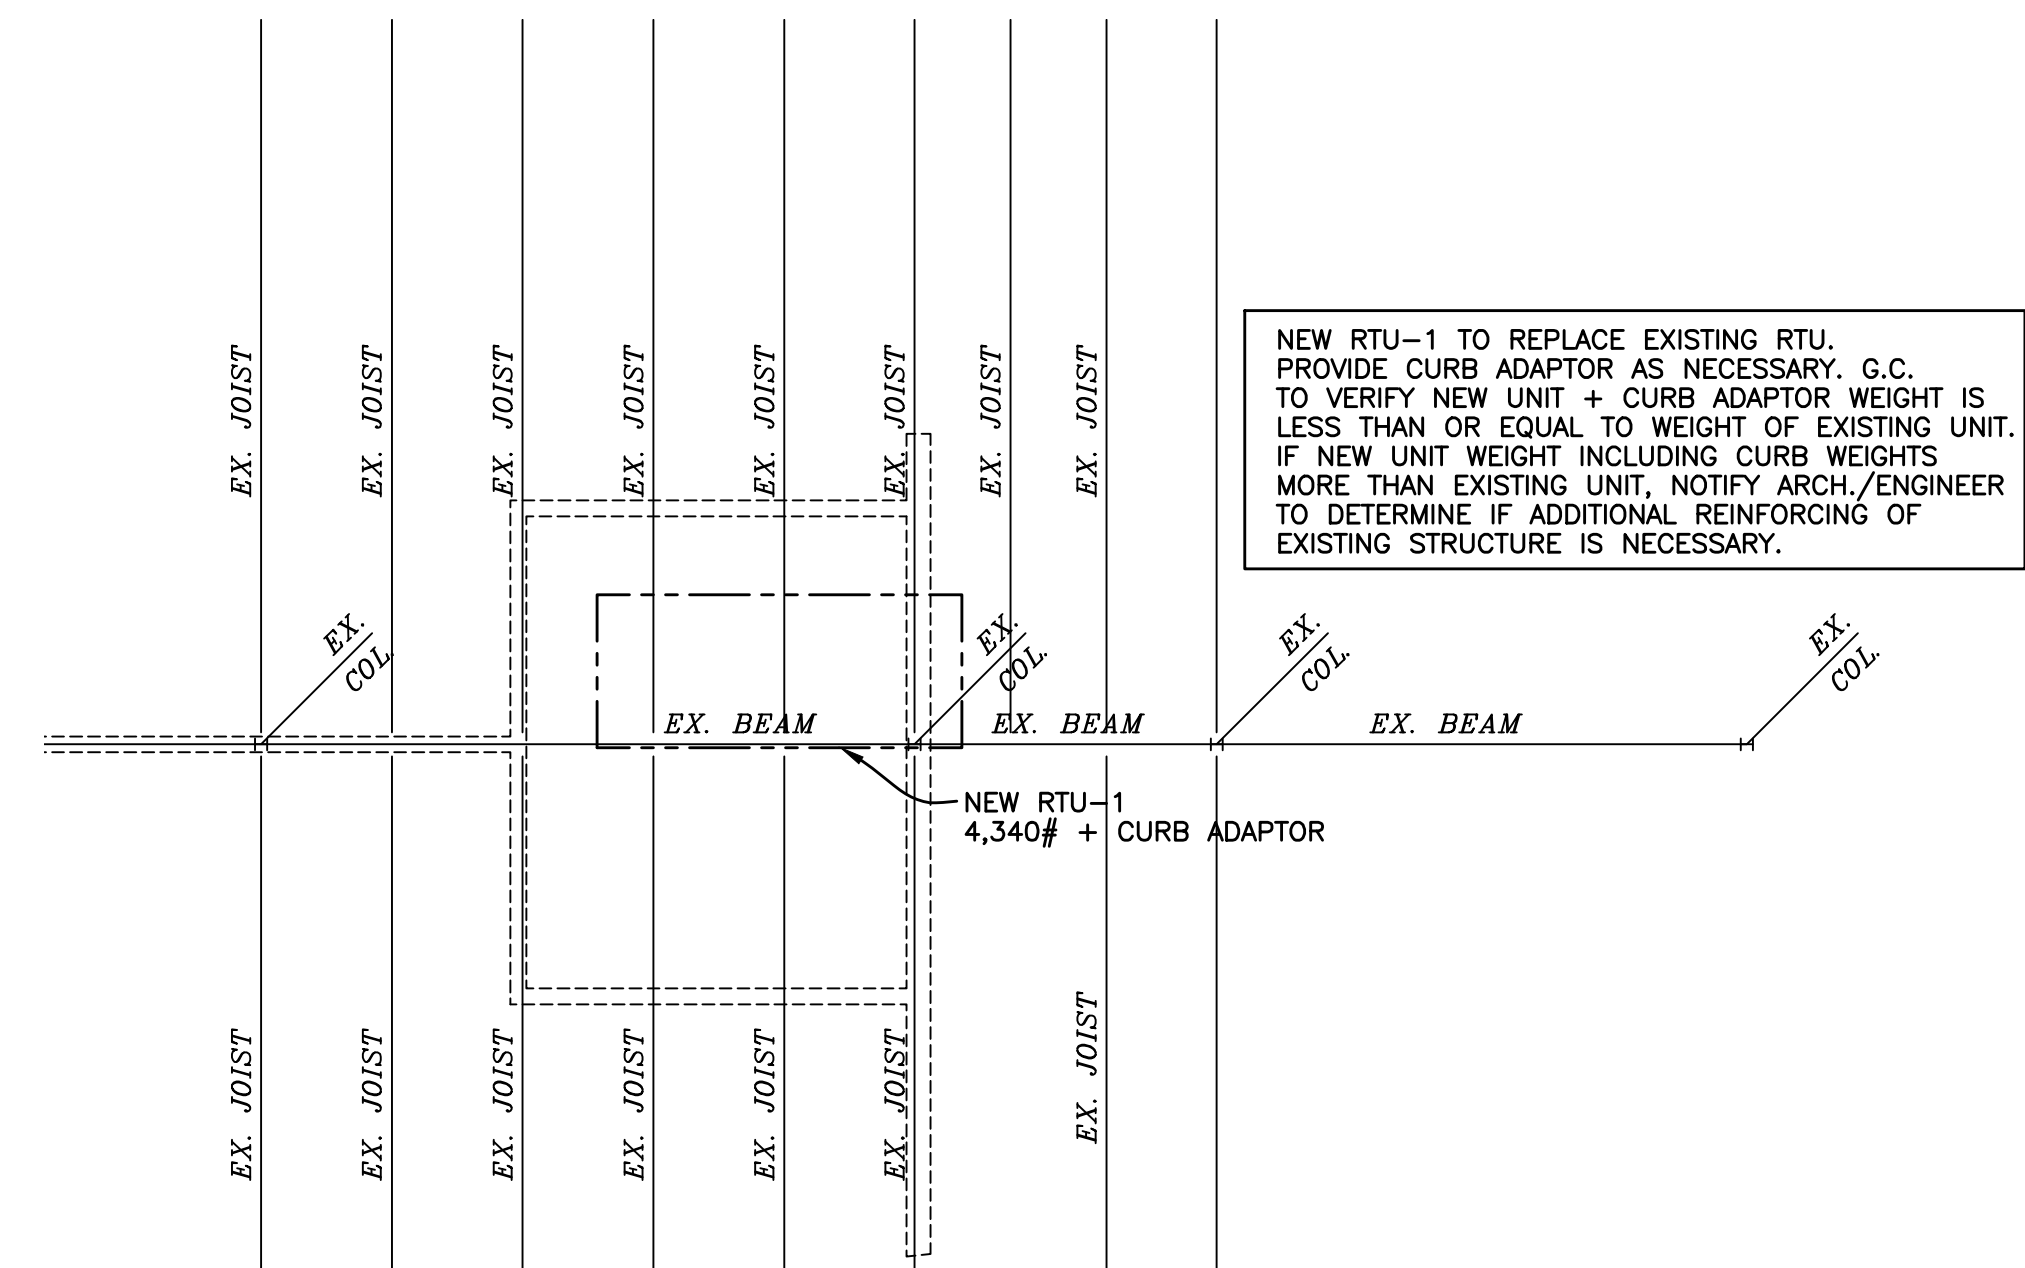 EX. JOIST
EX. JOIST
EX. JOIST
EX. JOIST
EX. JOIST
EX. JOIST
EX. JOIST
EX. JOIST
NEW RTU-1 TO REPLACE EXISTING RTU.
PROVIDE CURB ADAPTOR AS NECESSARY. G.C.
TO VERIFY NEW UNIT + CURB ADAPTOR WEIGHT IS
LESS THAN OR EQUAL TO WEIGHT OF EXISTING UNIT.
IF NEW UNIT WEIGHT INCLUDING CURB WEIGHTS
MORE THAN EXISTING UNIT, NOTIFY ARCH./ENGINEER
TO DETERMINE IF ADDITIONAL REINFORCING OF
EXISTING STRUCTURE IS NECESSARY.
EX.
COL.
EX.
COL.
EX.
COL.
EX.
COL.
EX. BEAM
EX. BEAM
EX. BEAM
NEW RTU-1
4,340# + CURB ADAPTOR
EX. JOIST
EX. JOIST
EX. JOIST
EX. JOIST
EX. JOIST
EX. JOIST
EX. JOIST